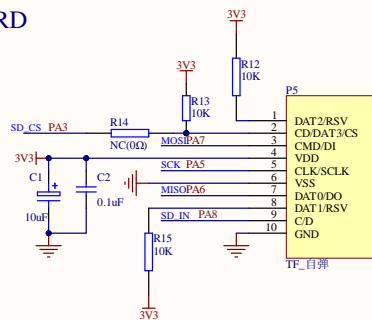 RD
3V3
3V3
R12
10K
P5
R13
10K
1 DAT2/RSV
SD_CS PA3
R14
NC(0Ω)
2 CD/DAT3/CS
MOSI PA7
3 CMD/DI
3V3
4 VDD
C1
C2
SCK PA5
5 CLK/SCLK
6 VSS
+
10uF
0.1uF
MISO PA6
7 DAT0/DO
8 DAT1/RSV
SD_IN PA8
9 C/D
R15
10K
10 GND
TF_自弹
3V3